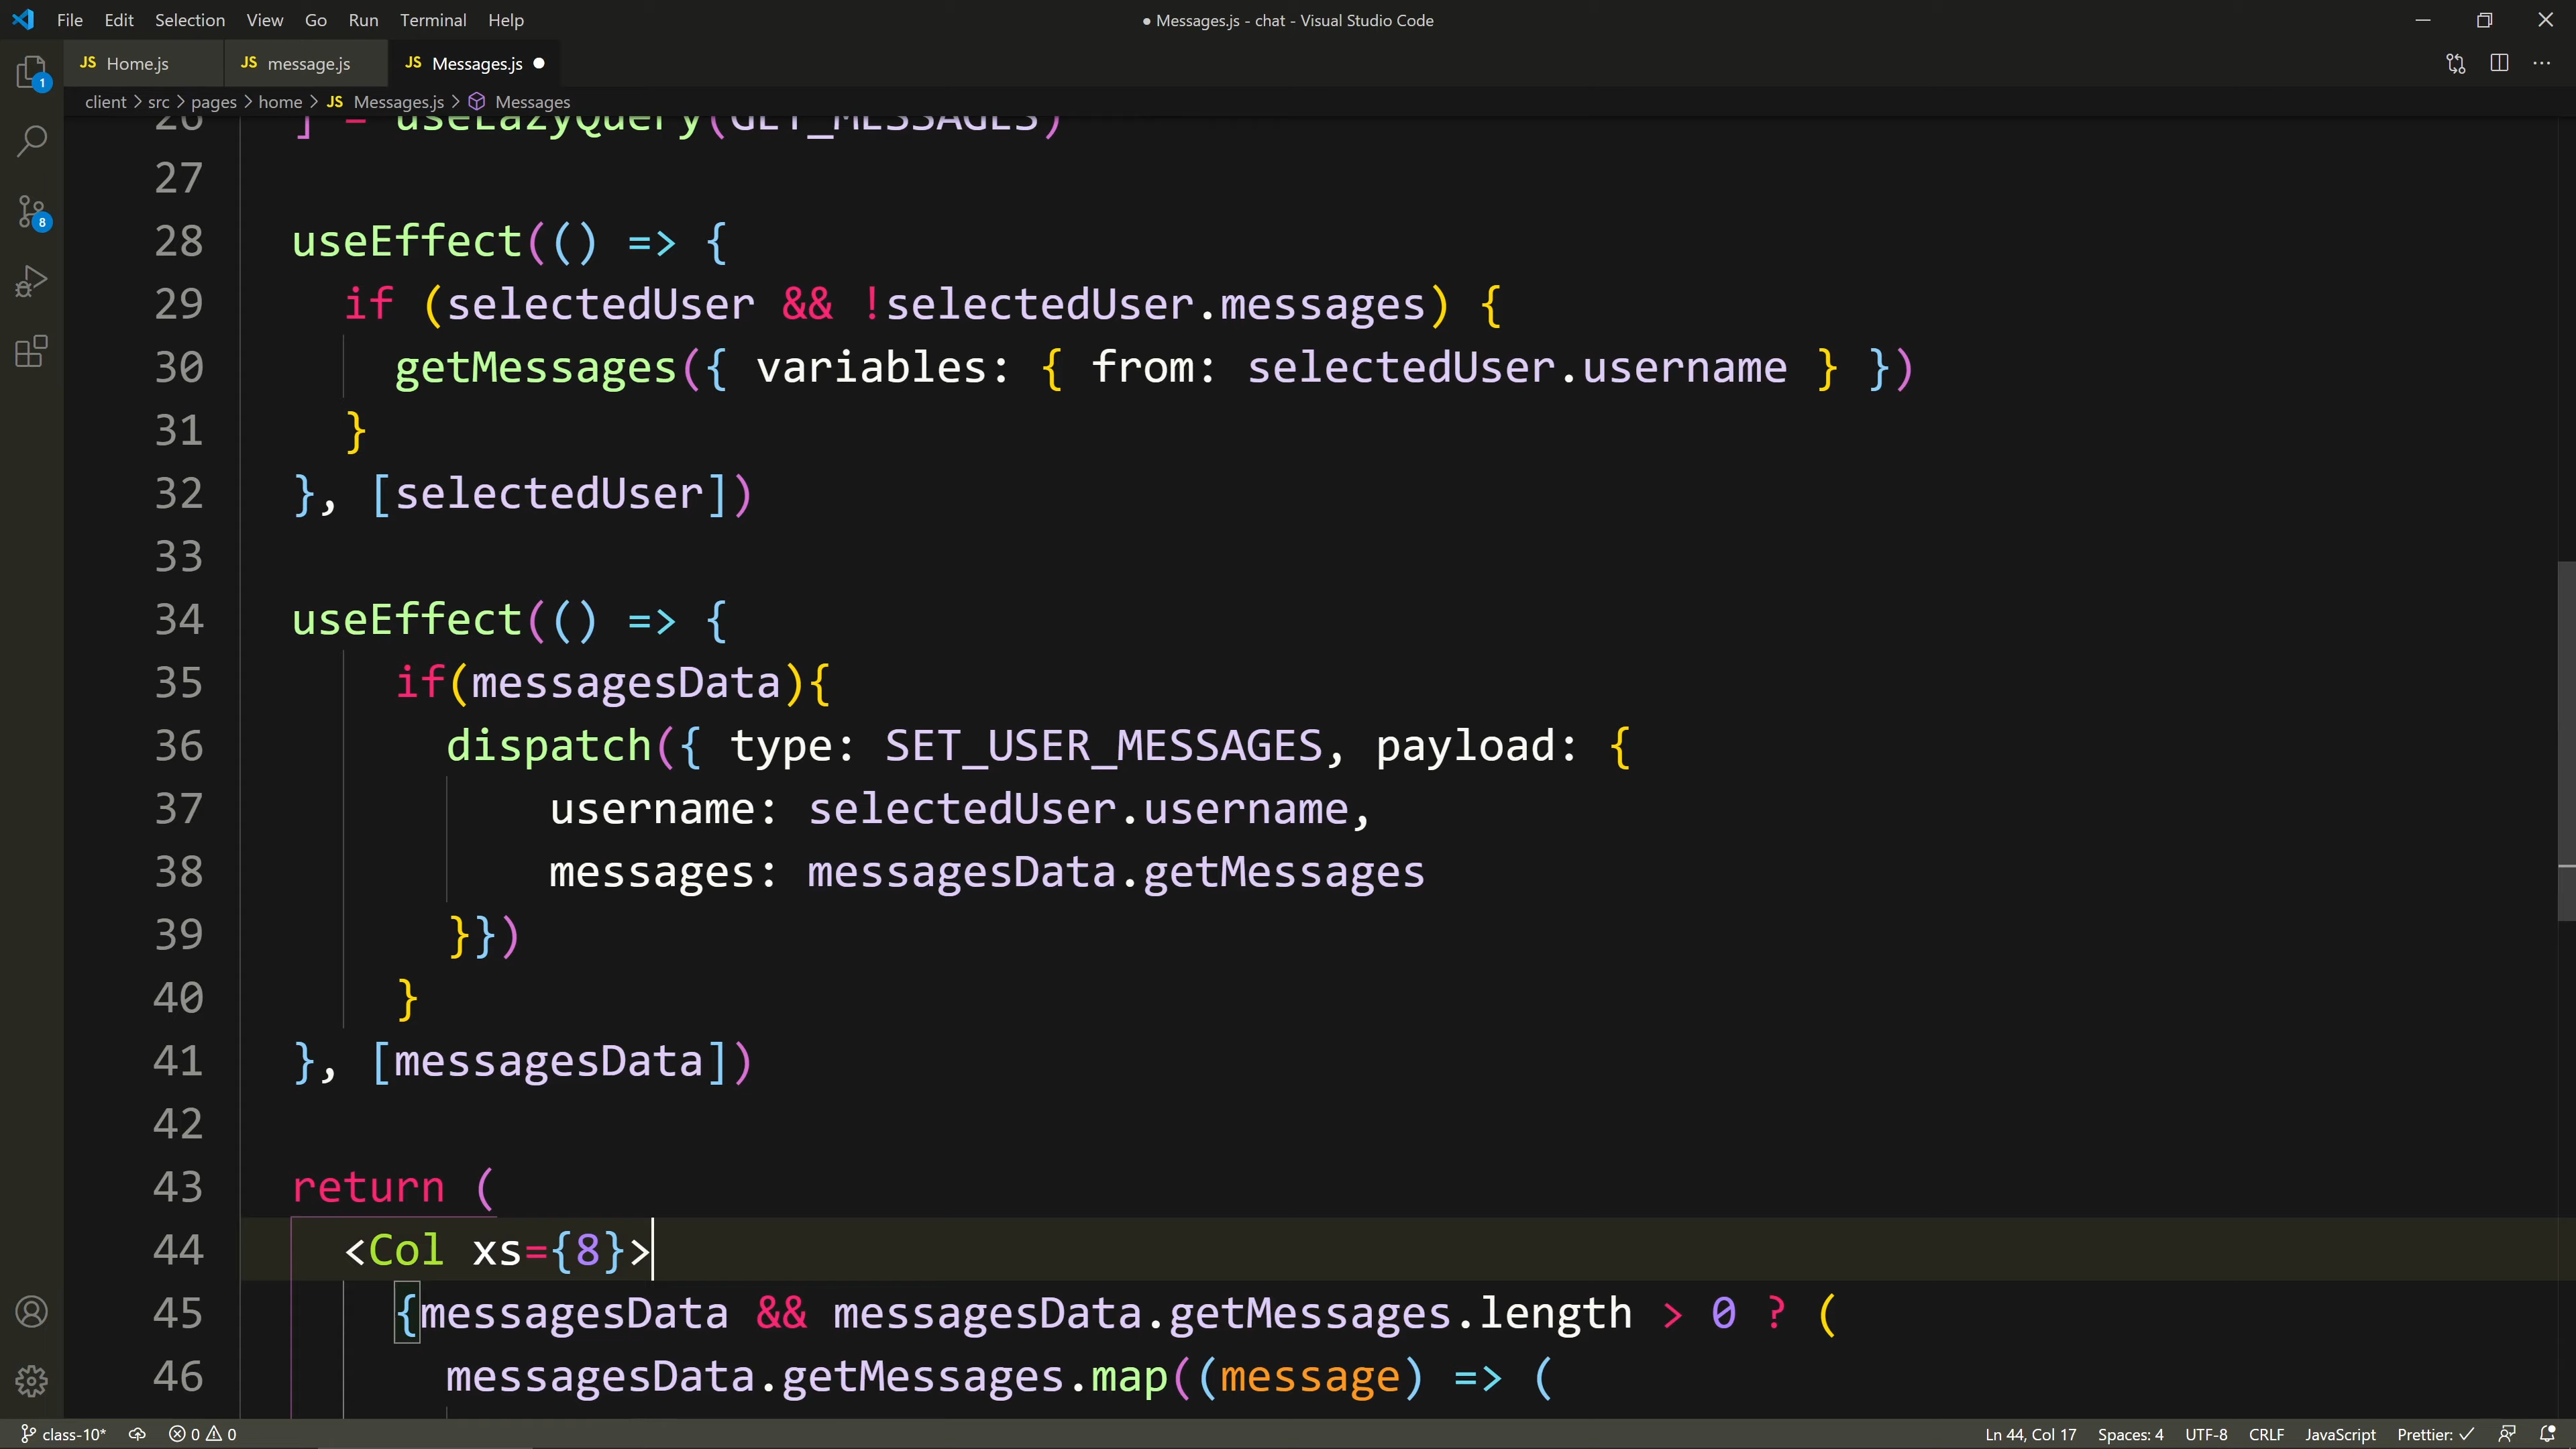 File Edit Selection View Go Run Terminal Help
● Messages.js - chat - Visual Studio Code
JS Home.js
JS message.js
JS Messages.js ●
client > src > pages > home > JS Messages.js > Messages
1
8
26 ] = useLazyQuery(GET_MESSAGES)
27
28 useEffect(() => {
29 if (selectedUser && !selectedUser.messages) {
30 getMessages({ variables: { from: selectedUser.username } })
31 }
32 }, [selectedUser])
33
34 useEffect(() => {
35 if(messagesData){
36 dispatch({ type: SET_USER_MESSAGES, payload: {
37 username: selectedUser.username,
38 messages: messagesData.getMessages
39 }})
40 }
41 }, [messagesData])
42
43 return (
44 <Col xs={8}>
45 {messagesData && messagesData.getMessages.length > 0 ? (
46 messagesData.getMessages.map((message) => (
class-10* 0 0 Ln 44, Col 17 Spaces: 4 UTF-8 CRLF JavaScript Prettier: ✓